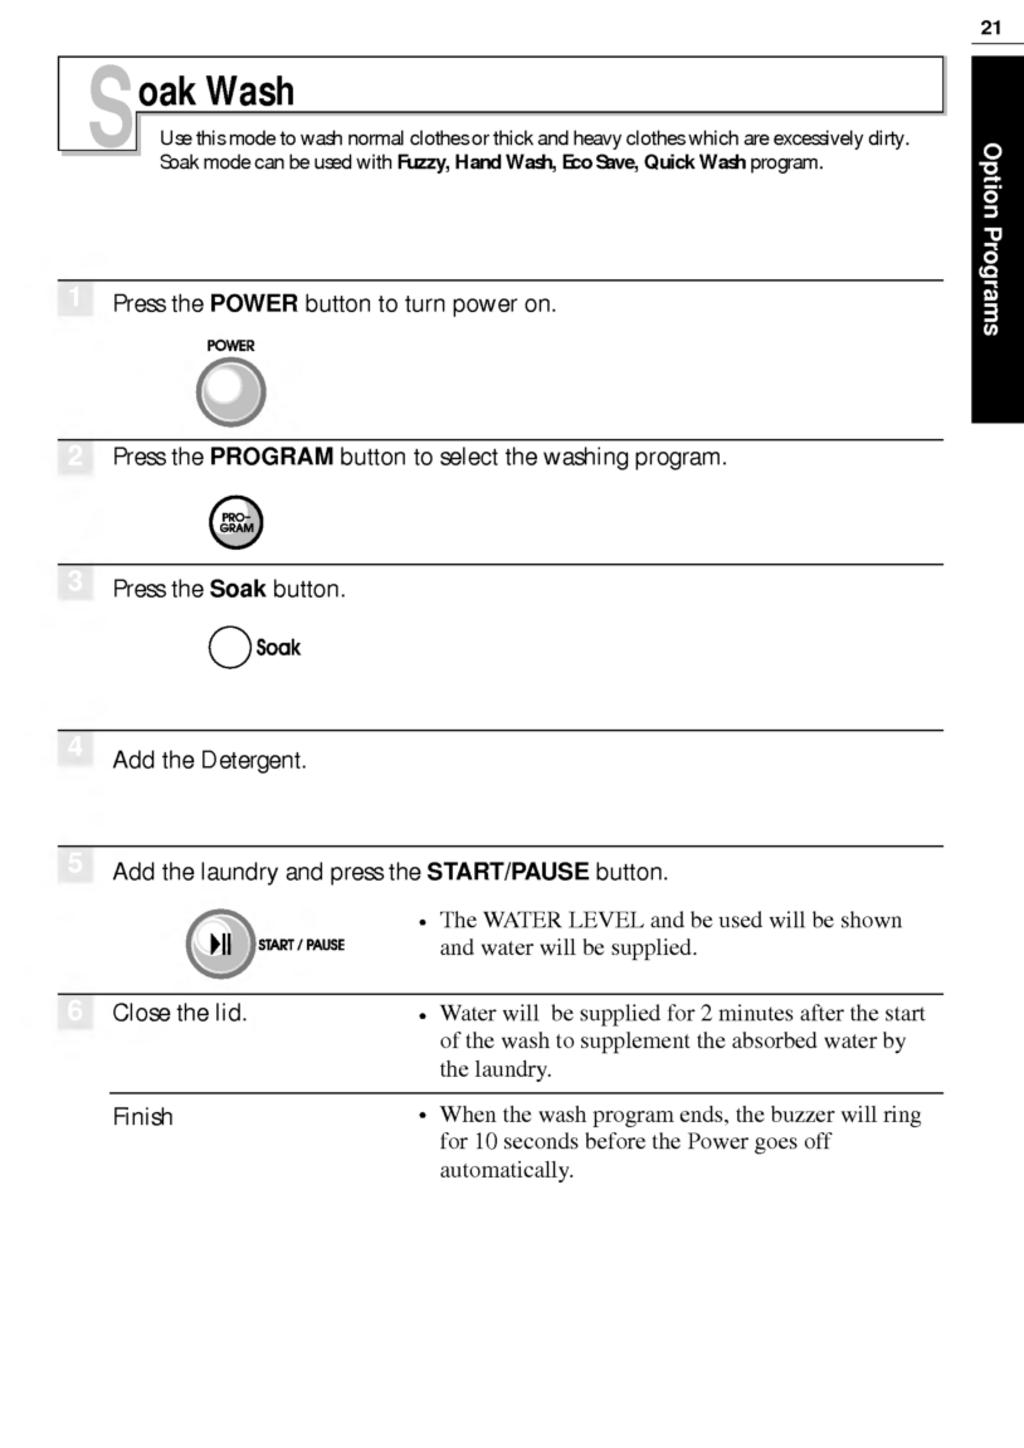 21
Option Programs
Soak Wash
Use this mode to wash normal clothes or thick and heavy clothes which are excessively dirty.
Soak mode can be used with Fuzzy, Hand Wash, Eco Save, Quick Wash program.
1
Press the POWER button to turn power on.
POWER
2
Press the PROGRAM button to select the washing program.
PRO-
GRAM
3
Press the Soak button.
Soak
4
Add the Detergent.
5
Add the laundry and press the START/PAUSE button.
START / PAUSE
• The WATER LEVEL and be used will be shown
and water will be supplied.
6
Close the lid.
• Water will be supplied for 2 minutes after the start
of the wash to supplement the absorbed water by
the laundry.
Finish
• When the wash program ends, the buzzer will ring
for 10 seconds before the Power goes off
automatically.